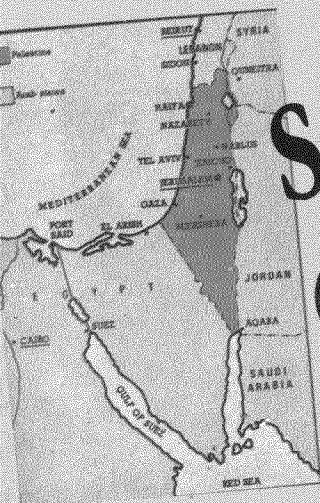 BEIRUT
SYRIA
Palestine
LEBANON
SIDON
QUNEITRA
Arab states
HAIFA
NAZARETH
NABLUS
TEL AVIV
JERICHO
MEDITERRANEAN SEA
JERUSALEM
GAZA
BEERSHEBA
PORT
SAID
EL ARISH
JORDAN
EGYPT
SUEZ
AQABA
CAIRO
SAUDI
ARABIA
GULF OF SUEZ
RED SEA
S